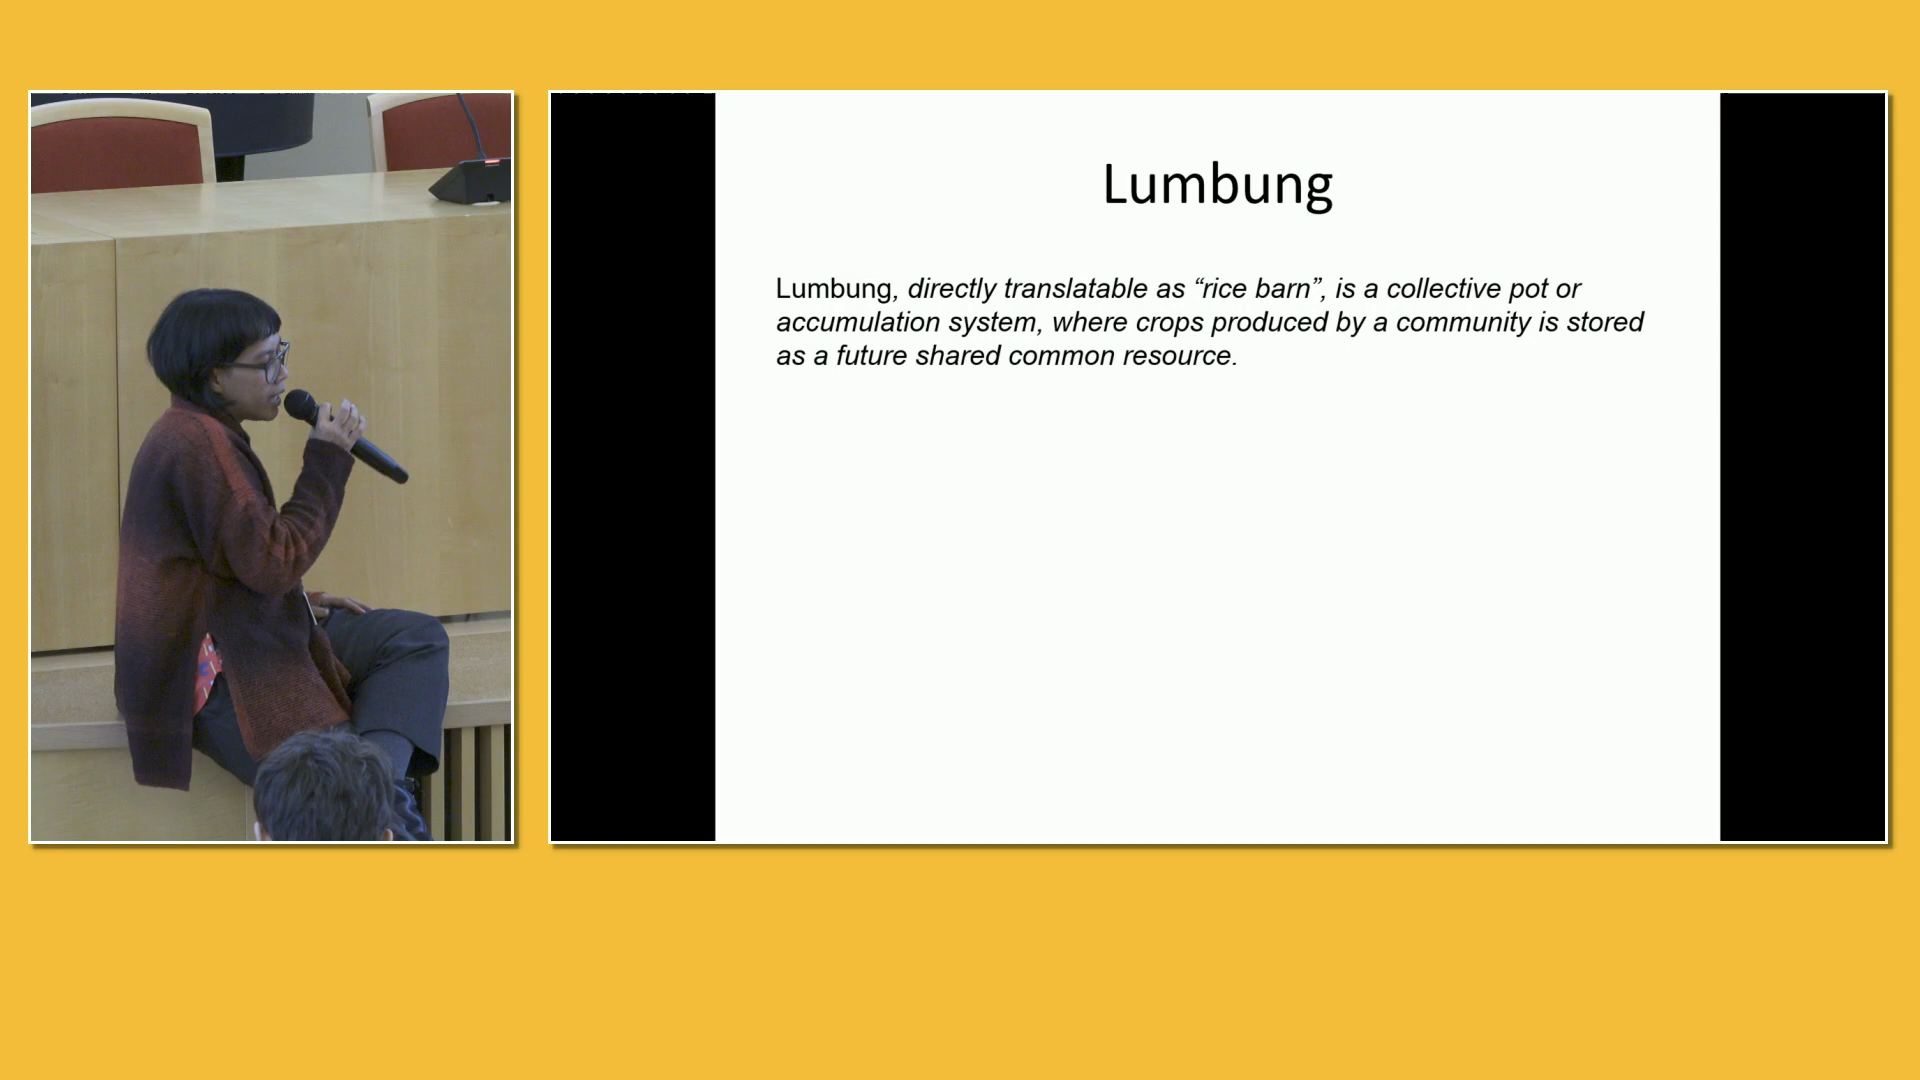 Lumbung
Lumbung, directly translatable as “rice barn”, is a collective pot or
accumulation system, where crops produced by a community is stored
as a future shared common resource.